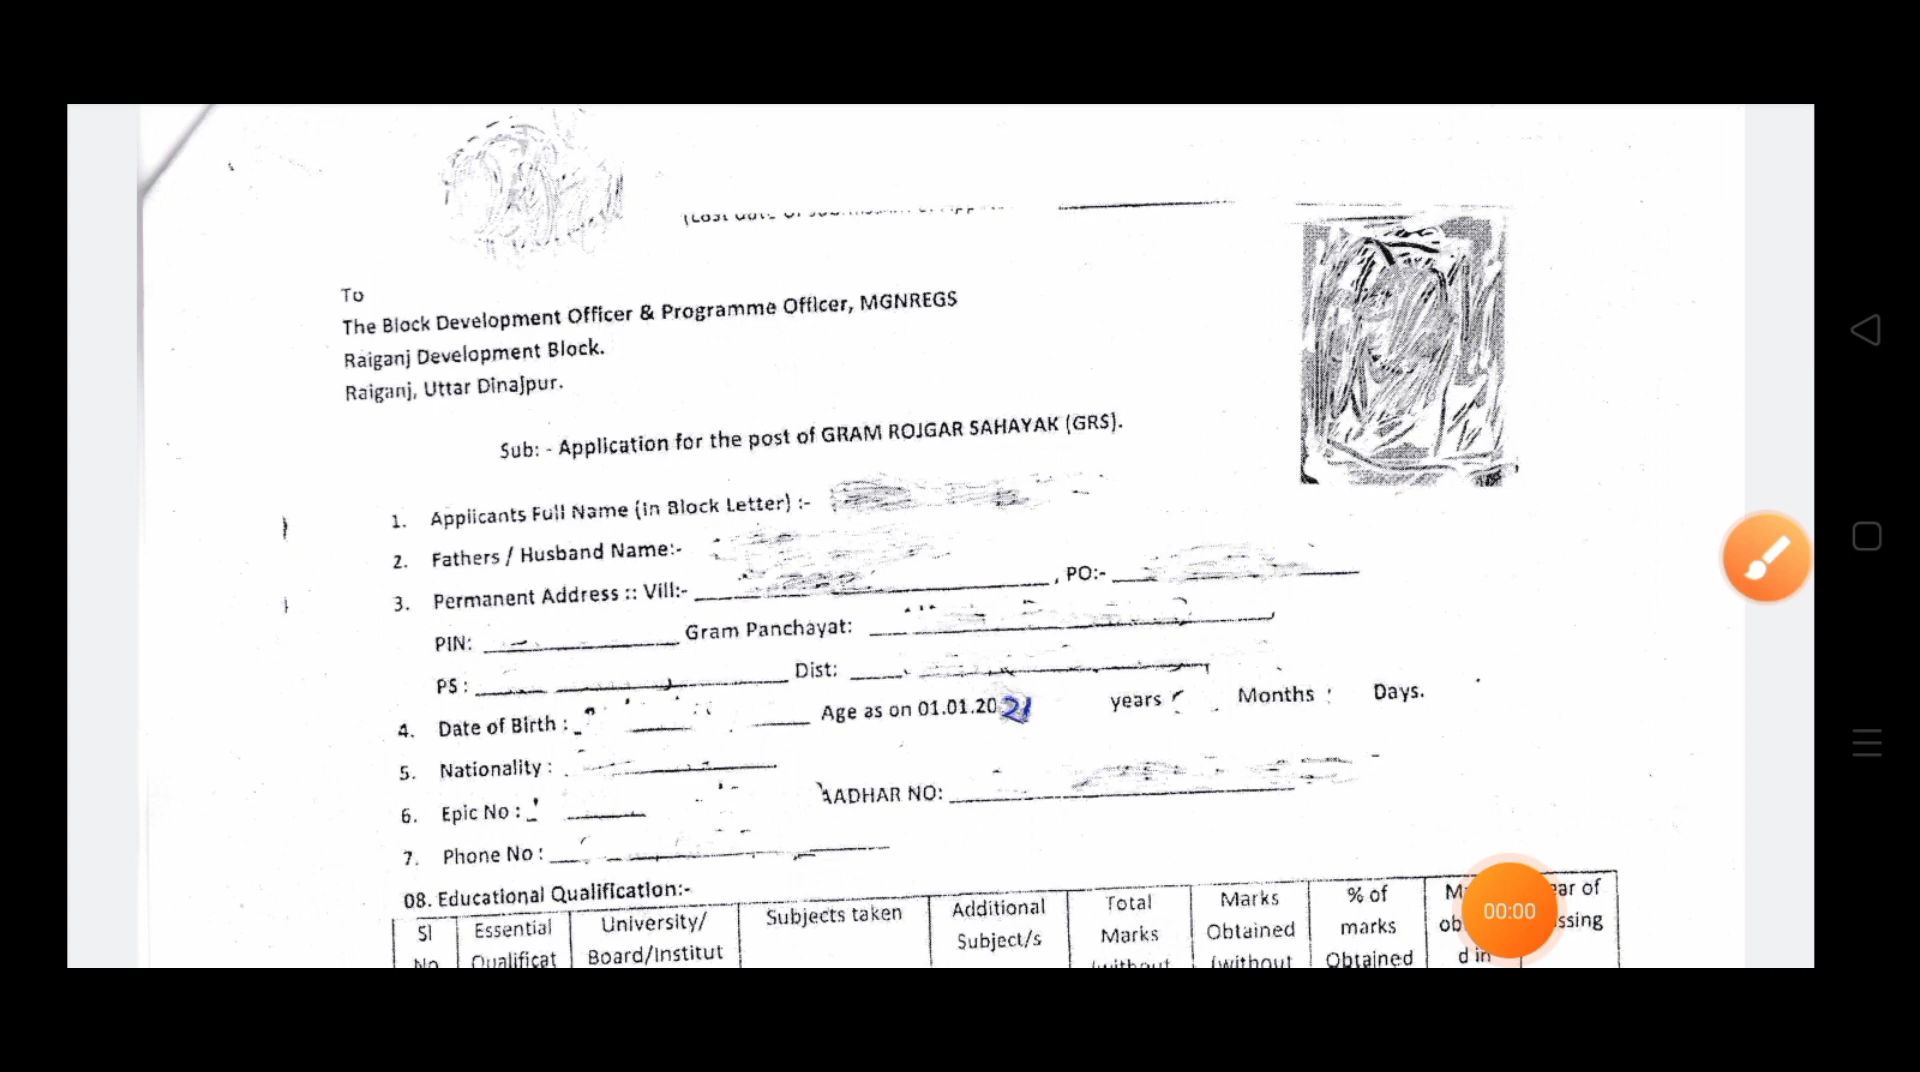 To
The Block Development Officer & Programme Officer, MGNREGS
Raiganj Development Block.
Raiganj, Uttar Dinajpur.
Sub: - Application for the post of GRAM ROJGAR SAHAYAK (GRS).
1. Applicants Full Name (in Block Letter) :-
2. Fathers / Husband Name:-
3. Permanent Address :: Vill:- , PO:-
PIN: Gram Panchayat:
PS : Dist:
4. Date of Birth : Age as on 01.01.2021 years Months Days.
5. Nationality :
6. Epic No : AADHAR NO:
7. Phone No :
08. Educational Qualification:-
Sl Essential University/ Subjects taken Additional Total Marks % of
Qualificat Board/Institut Subject/s Marks Obtained marks
(without (without Obtained d in
00:00